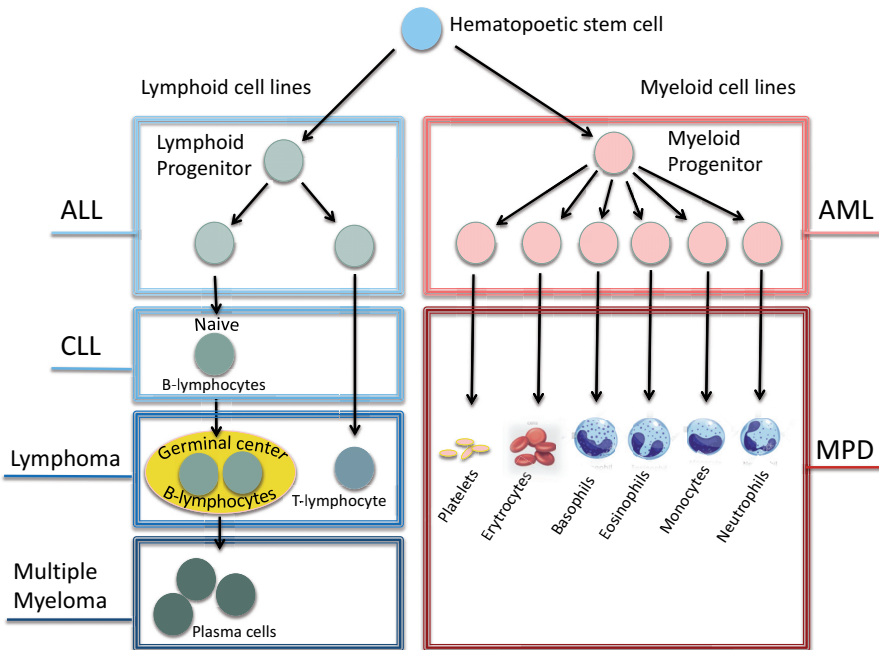 Hematopoetic stem cell
Lymphoid cell lines
Myeloid cell lines
Lymphoid
Progenitor
Myeloid
Progenitor
ALL
AML
Naive
CLL
B-lymphocytes
Germinal center
Lymphoma
B-lymphocytes
T-lymphocyte
MPD
Platelets
Erytrocytes
Basophils
Eosinophils
Monocytes
Neutrophils
Multiple
Myeloma
Plasma cells